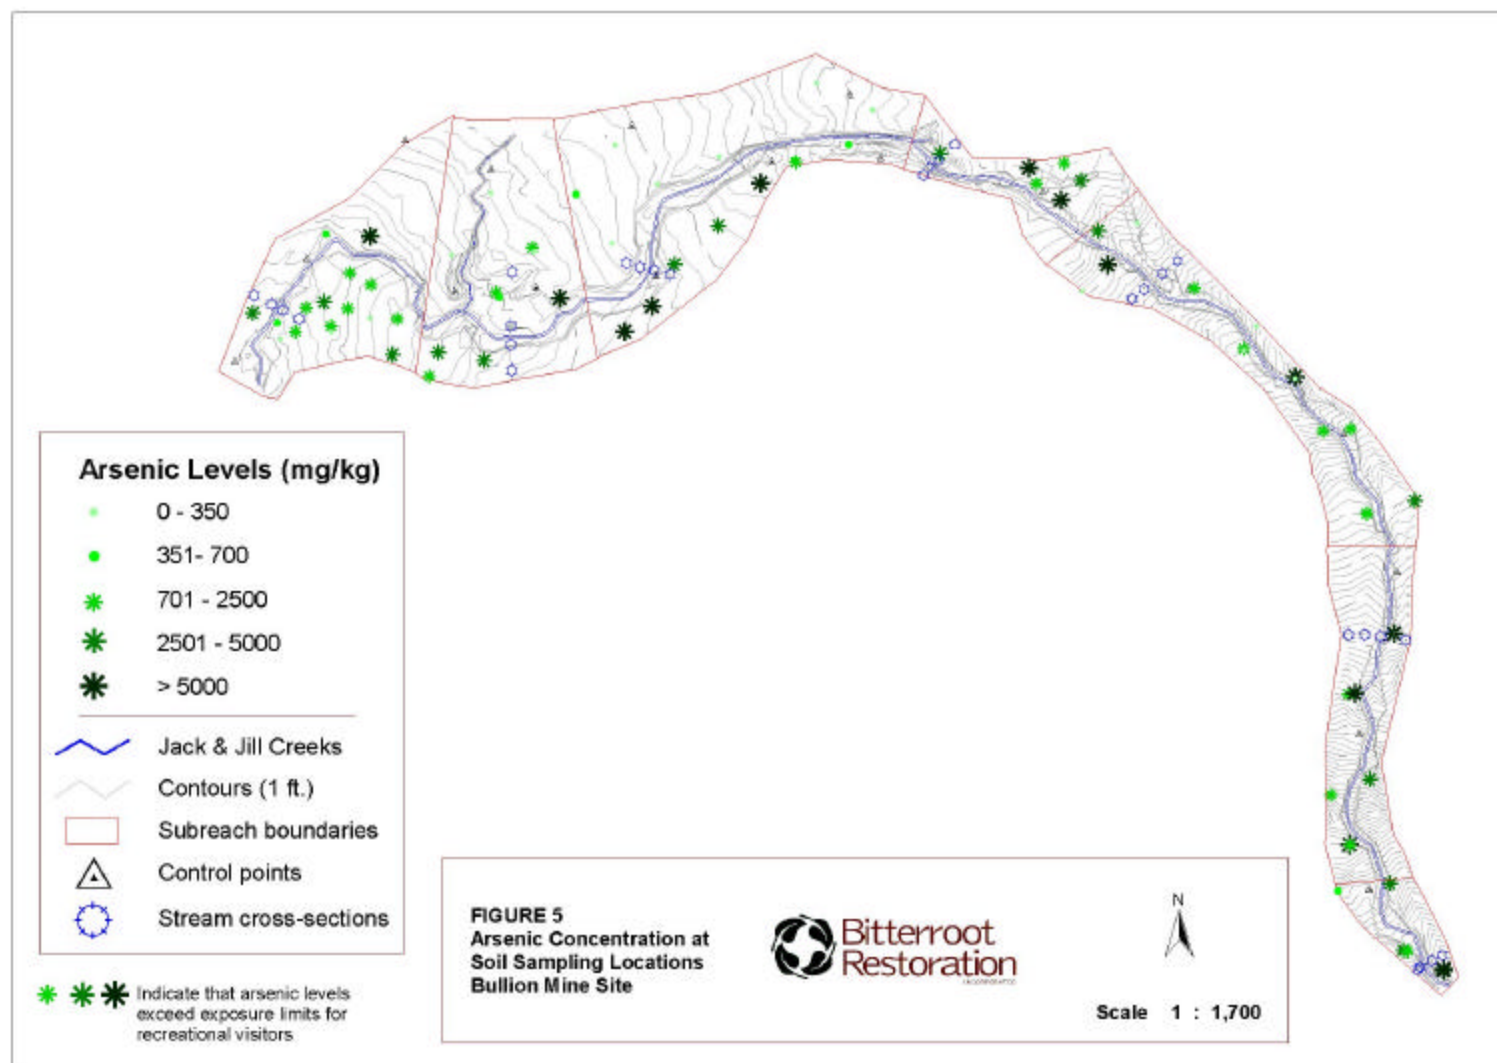 Arsenic Levels (mg/kg)
0 - 350
351- 700
701 - 2500
2501 - 5000
> 5000
Jack & Jill Creeks
Contours (1 ft.)
Subreach boundaries
Control points
Stream cross-sections
Indicate that arsenic levels
exceed exposure limits for
recreational visitors
FIGURE 5
Arsenic Concentration at
Soil Sampling Locations
Bullion Mine Site
Bitterroot
Restoration
INCORPORATED
N
Scale 1 : 1,700